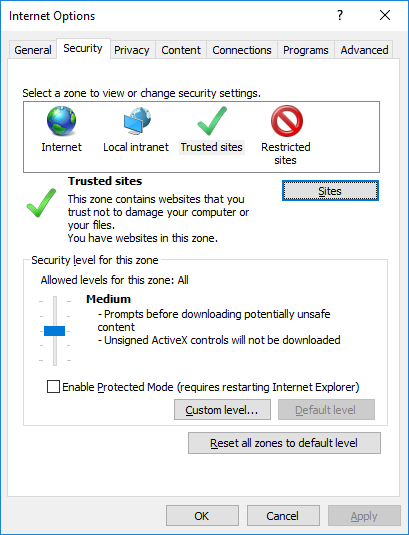 Internet Options
? ×
General Security Privacy Content Connections Programs Advanced
Select a zone to view or change security settings.
Internet Local intranet Trusted sites Restricted
sites
Trusted sites
Sites
This zone contains websites that you
trust not to damage your computer or
your files.
You have websites in this zone.
Security level for this zone
Allowed levels for this zone: All
Medium
- Prompts before downloading potentially unsafe
content
- Unsigned ActiveX controls will not be downloaded
Enable Protected Mode (requires restarting Internet Explorer)
Custom level... Default level
Reset all zones to default level
OK Cancel Apply